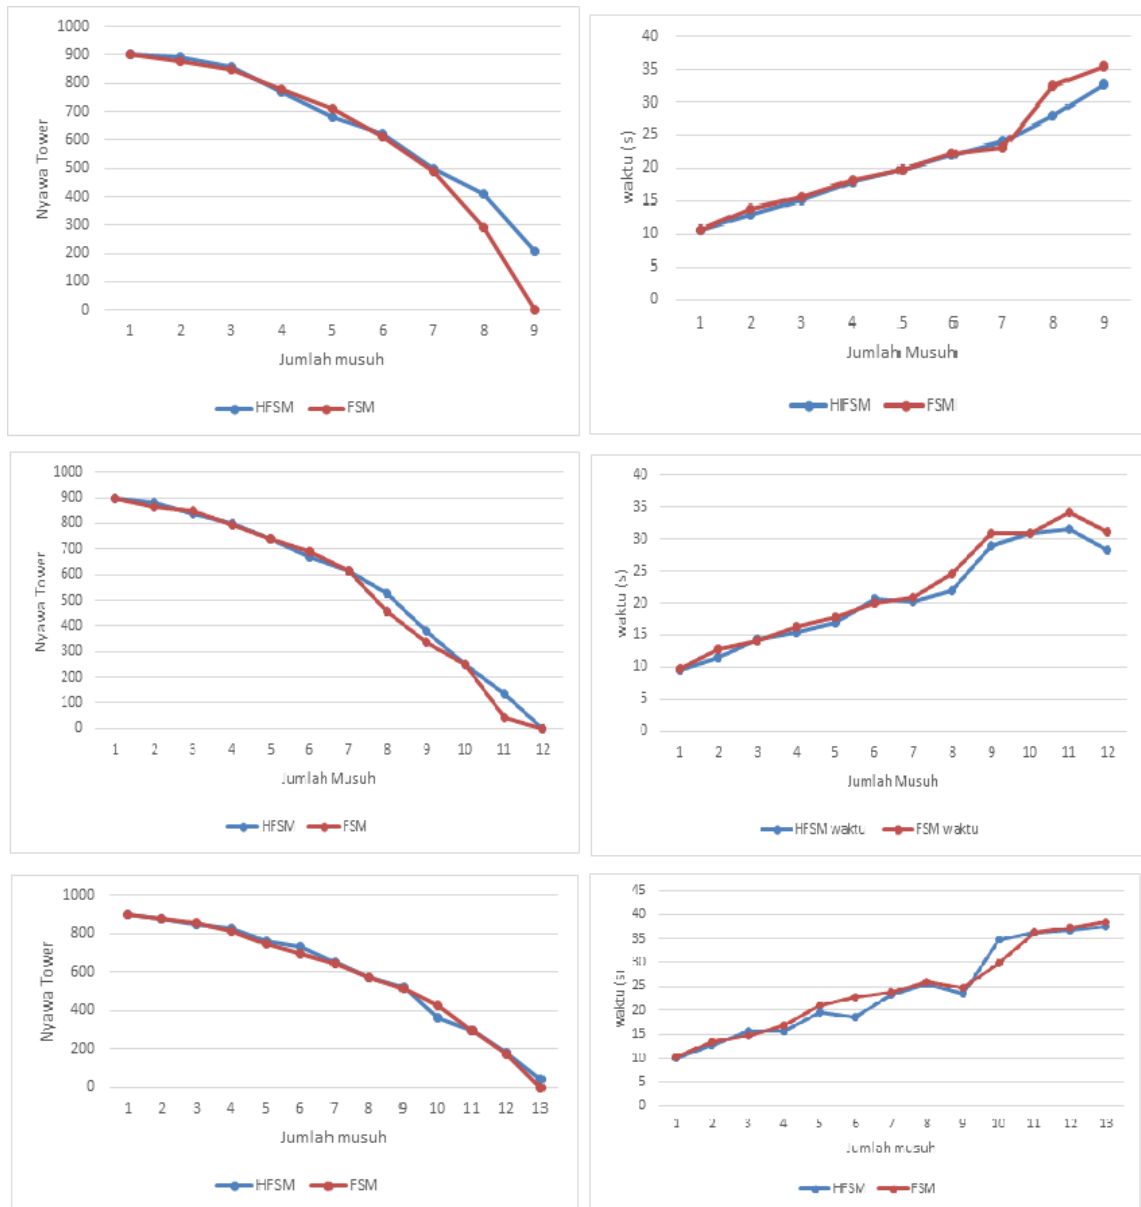 1000
900
800
700
600
500
400
300
200
100
0
Nyawa Tower
1 2 3 4 5 6 7 8 9
Jumlah musuh
HFSM FSM
40
35
30
25
20
15
10
5
0
waktu (s)
1 2 3 4 5 6 7 8 9
Jumlah Musuh
HFSM FSM
1000
900
800
700
600
500
400
300
200
100
0
Nyawa Tower
1 2 3 4 5 6 7 8 9 10 11 12
Jumlah Musuh
HFSM FSM
40
35
30
25
20
15
10
5
0
waktu (s)
1 2 3 4 5 6 7 8 9 10 11 12
Jumlah Musuh
HFSM waktu FSM waktu
1000
800
600
400
200
0
Nyawa Tower
1 2 3 4 5 6 7 8 9 10 11 12 13
Jumlah musuh
HFSM FSM
45
40
35
30
25
20
15
10
5
0
waktu (s)
1 2 3 4 5 6 7 8 9 10 11 12 13
Jumlah musuh
HFSM FSM